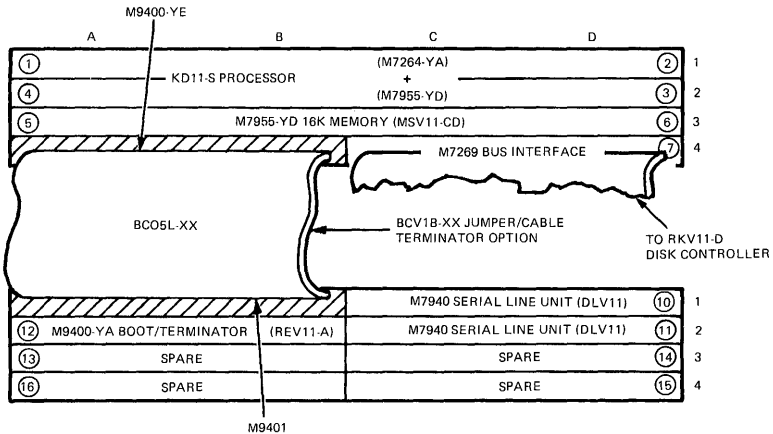 M9400-YE
A B C D
1 (M7264-YA) 2 1
KD11-S PROCESSOR +
4 (M7955-YD) 3 2
5 M7955-YD 16K MEMORY (MSV11-CD) 6 3
7 4
M7269 BUS INTERFACE
BC05L-XX
BCV1B-XX JUMPER/CABLE
TERMINATOR OPTION
TO RKV11-D
DISK CONTROLLER
M7940 SERIAL LINE UNIT (DLV11) 10 1
12 M9400-YA BOOT/TERMINATOR (REV11-A) M7940 SERIAL LINE UNIT (DLV11) 11 2
13 SPARE SPARE 14 3
16 SPARE SPARE 15 4
M9401